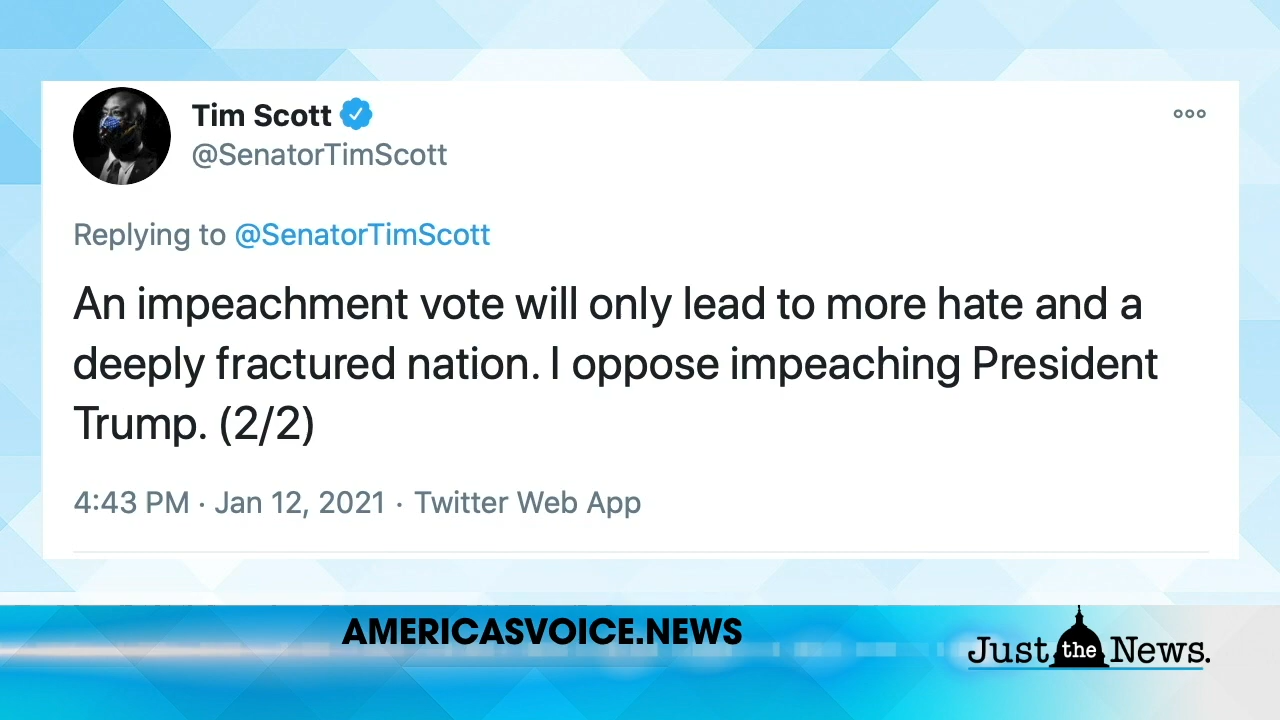 Tim Scott
@SenatorTimScott
Replying to @SenatorTimScott
An impeachment vote will only lead to more hate and a
deeply fractured nation. I oppose impeaching President
Trump. (2/2)
4:43 PM · Jan 12, 2021 · Twitter Web App
AMERICASVOICE.NEWS
Just the News.